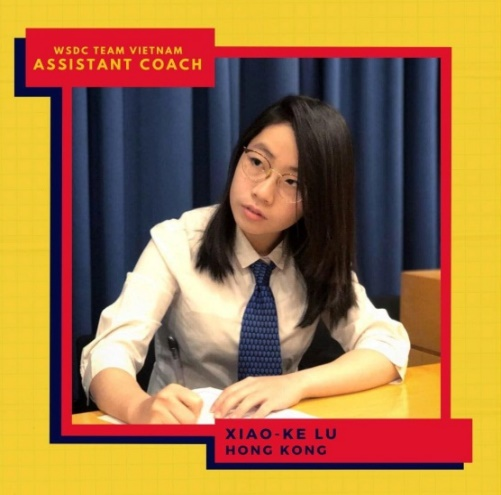 WSDC TEAM VIETNAM
ASSISTANT COACH
XIAO-KE LU
HONG KONG